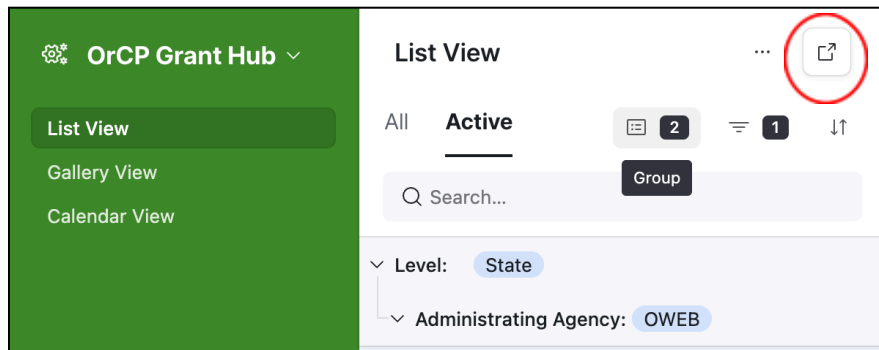 OrCP Grant Hub
List View
Gallery View
Calendar View
List View
...
All Active 2 1
Group
Search...
Level: State
Administrating Agency: OWEB